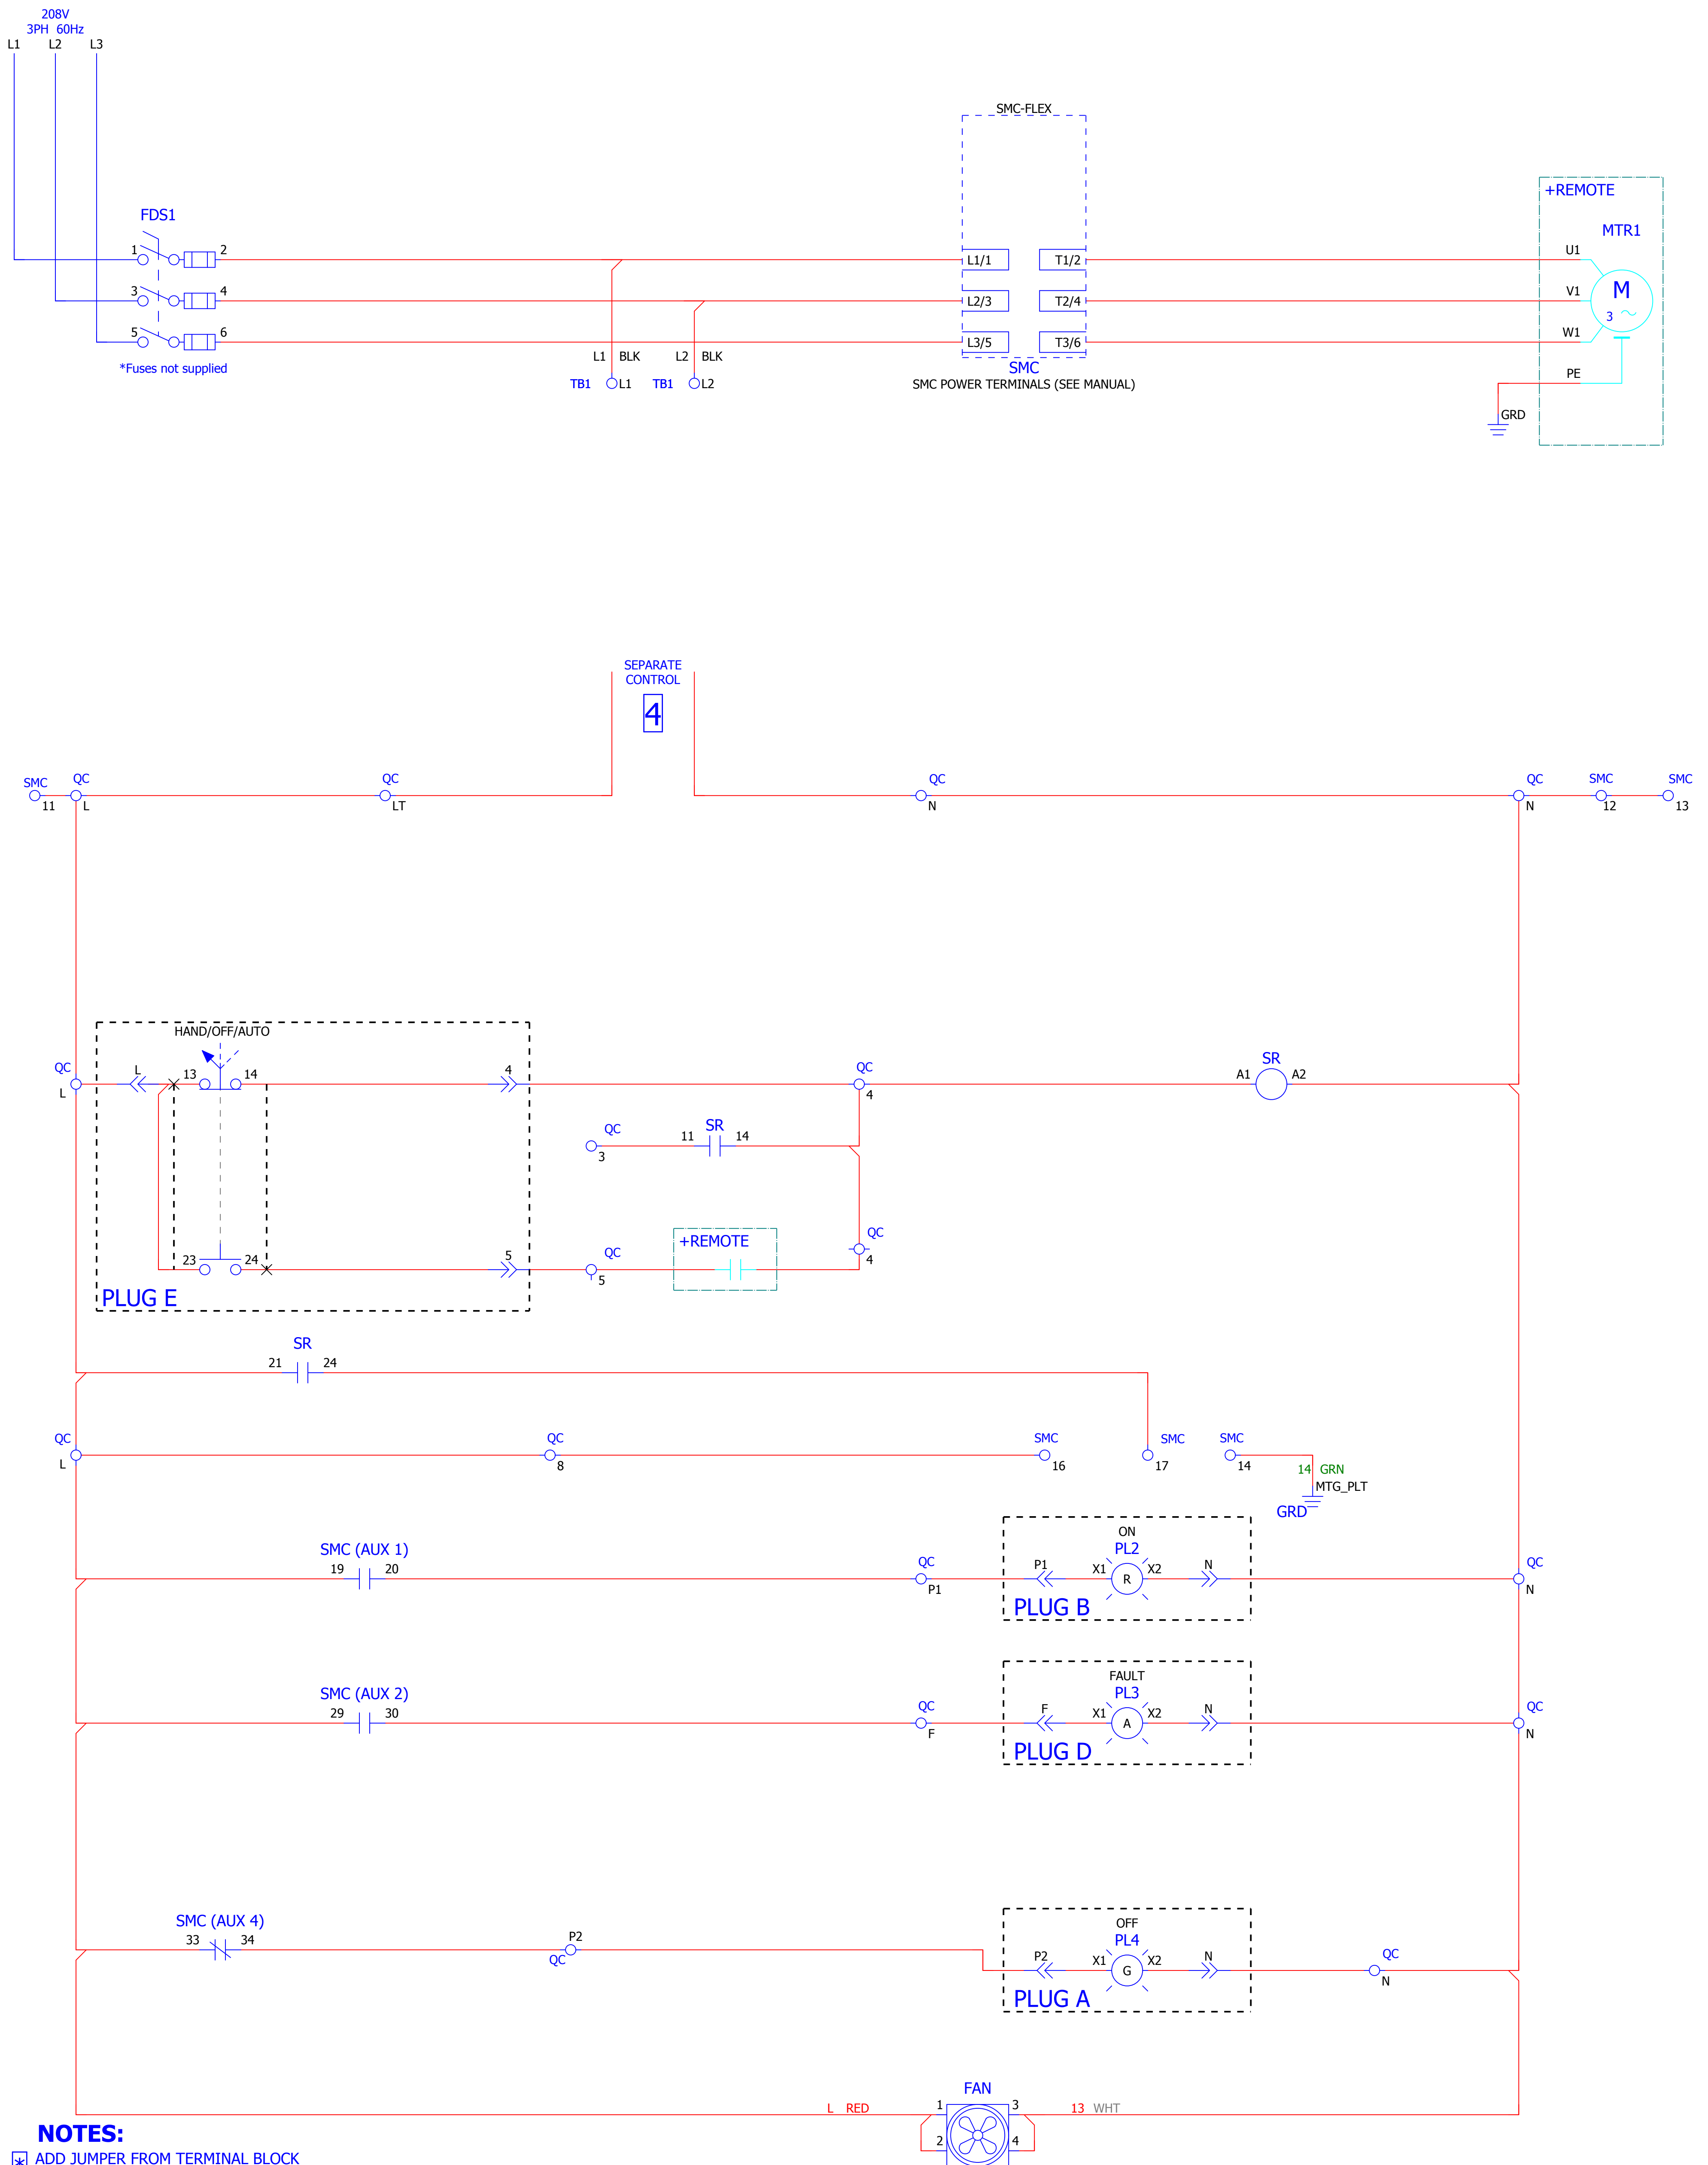 208V
3PH 60Hz
L1 L2 L3
SMC-FLEX
+REMOTE
MTR1
FDS1
1 2
L1/1 T1/2
U1
3 4
L2/3 T2/4
V1
M
3
5 6
L3/5 T3/6
W1
*Fuses not supplied
L1 BLK L2 BLK
TB1 L1 TB1 L2
SMC
SMC POWER TERMINALS (SEE MANUAL)
PE
GRD
SEPARATE
CONTROL
4
SMC QC QC QC QC SMC SMC
11 L LT N N 12 13
HAND/OFF/AUTO
QC L 13 14 4 QC SR
L 4 A1 A2
QC SR
3 11 14
+REMOTE
QC
4
23 24 5 QC
5
PLUG E
SR
21 24
QC QC SMC SMC SMC
L 8 16 17 14
14 GRN
MTG_PLT
GRD
ON
SMC (AUX 1)
PL2
19 20 QC P1 X1 R X2 N QC
P1 N
PLUG B
FAULT
SMC (AUX 2)
PL3
29 30 QC F X1 A X2 N QC
F N
PLUG D
OFF
SMC (AUX 4)
PL4
33 34 P2
QC
P2 X1 G X2 N QC
N
PLUG A
FAN
L RED 1 3 13 WHT
2 4
NOTES:
* ADD JUMPER FROM TERMINAL BLOCK